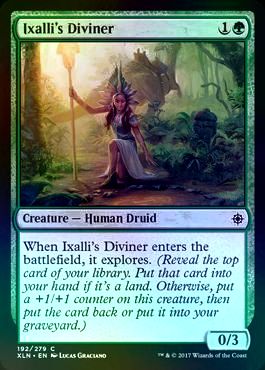 Ixalli's Diviner 1
Creature — Human Druid
When Ixalli's Diviner enters the
battlefield, it explores. (Reveal the top
card of your library. Put that card into
your hand if it's a land. Otherwise, put
a +1/+1 counter on this creature, then
put the card back or put it into your
graveyard.)
0/3
192/279 C
XLN • EN LUCAS GRACIANO
™ & © 2017 Wizards of the Coast